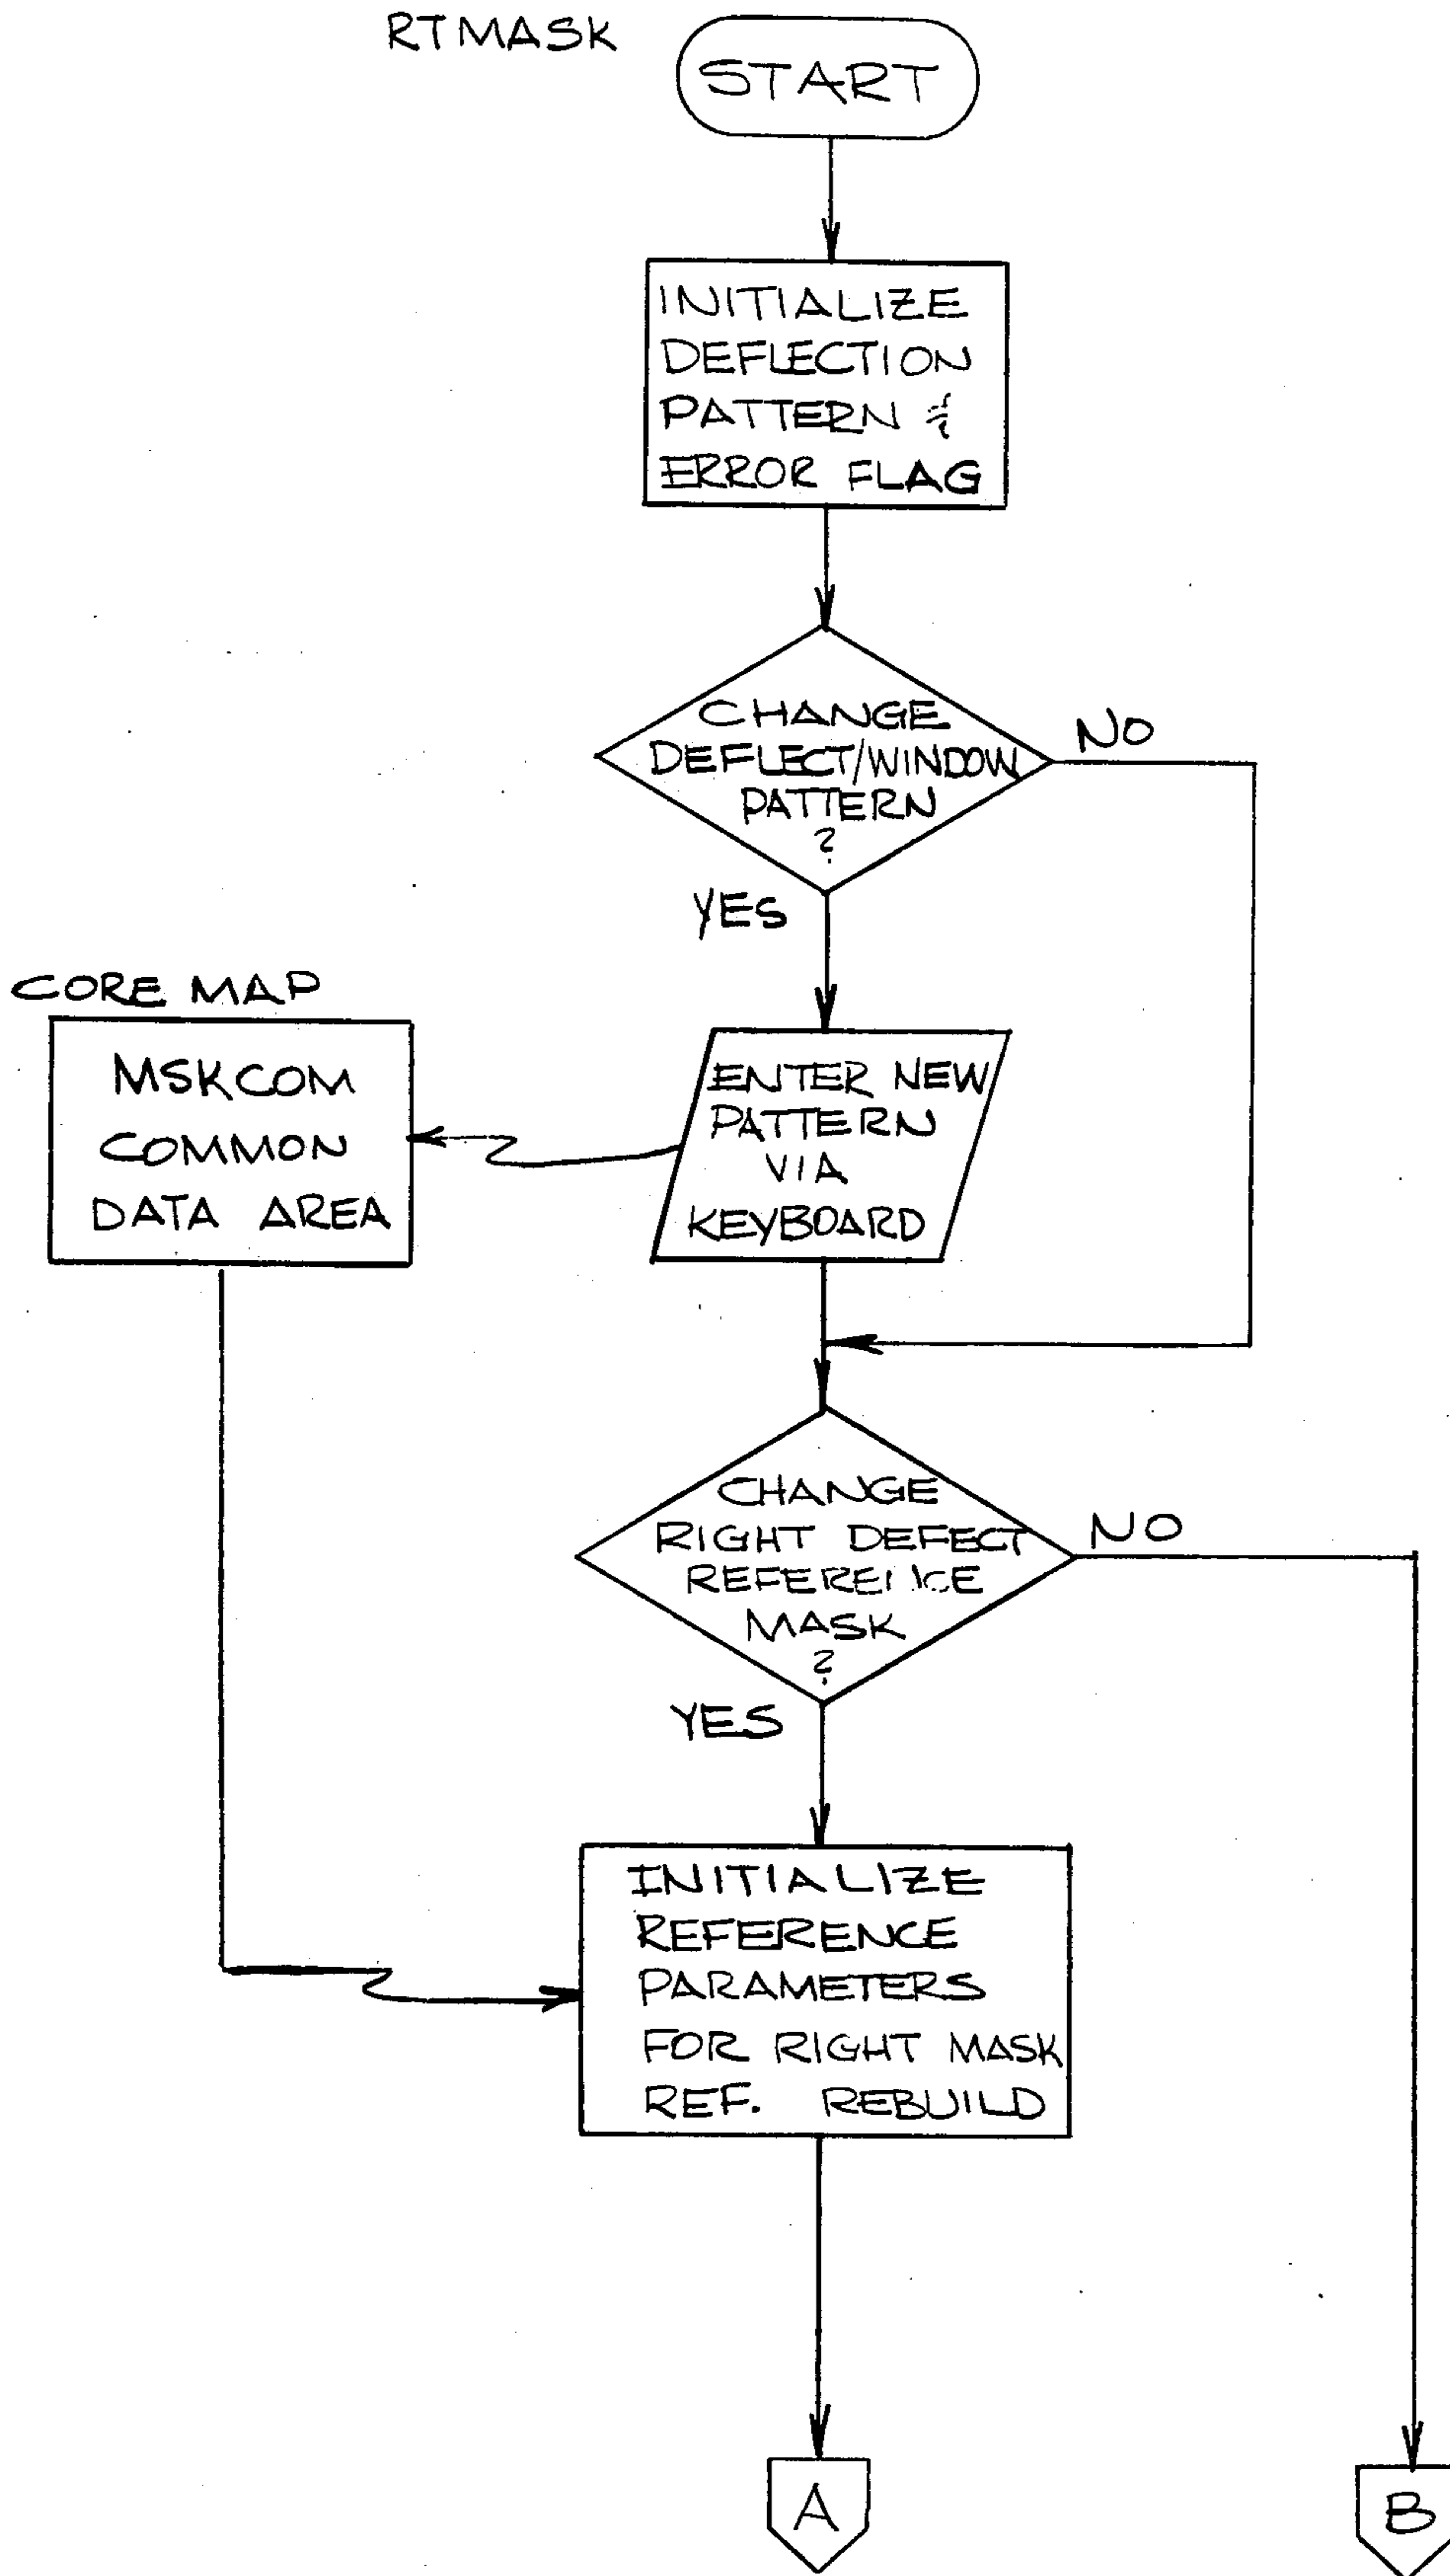 RTMASK
START
INITIALIZE
DEFLECTION
PATTERN &
ERROR FLAG
CHANGE
DEFLECT/WINDOW
PATTERN
?
NO
YES
CORE MAP
MSKCOM
COMMON
DATA AREA
ENTER NEW
PATTERN
VIA
KEYBOARD
CHANGE
RIGHT DEFECT
REFERENCE
MASK
?
NO
YES
INITIALIZE
REFERENCE
PARAMETERS
FOR RIGHT MASK
REF. REBUILD
A
B